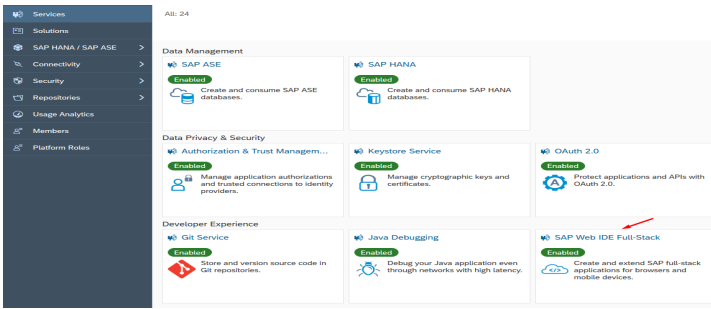 Services
Solutions
SAP HANA / SAP ASE
Connectivity
Security
Repositories
Usage Analytics
Members
Platform Roles
All: 24
Data Management
SAP ASE
Enabled
Create and consume SAP ASE
databases.
SAP HANA
Enabled
Create and consume SAP HANA
databases.
Data Privacy & Security
Authorization & Trust Managem...
Enabled
Manage application authorizations
and trusted connections to identity
providers.
Keystore Service
Enabled
Manage cryptographic keys and
certificates.
OAuth 2.0
Enabled
Protect applications and APIs with
OAuth 2.0.
Developer Experience
Git Service
Enabled
Store and version source code in
Git repositories.
Java Debugging
Enabled
Debug your Java application even
through networks with high latency.
SAP Web IDE Full-Stack
Enabled
Create and extend SAP full-stack
applications for browsers and
mobile devices.